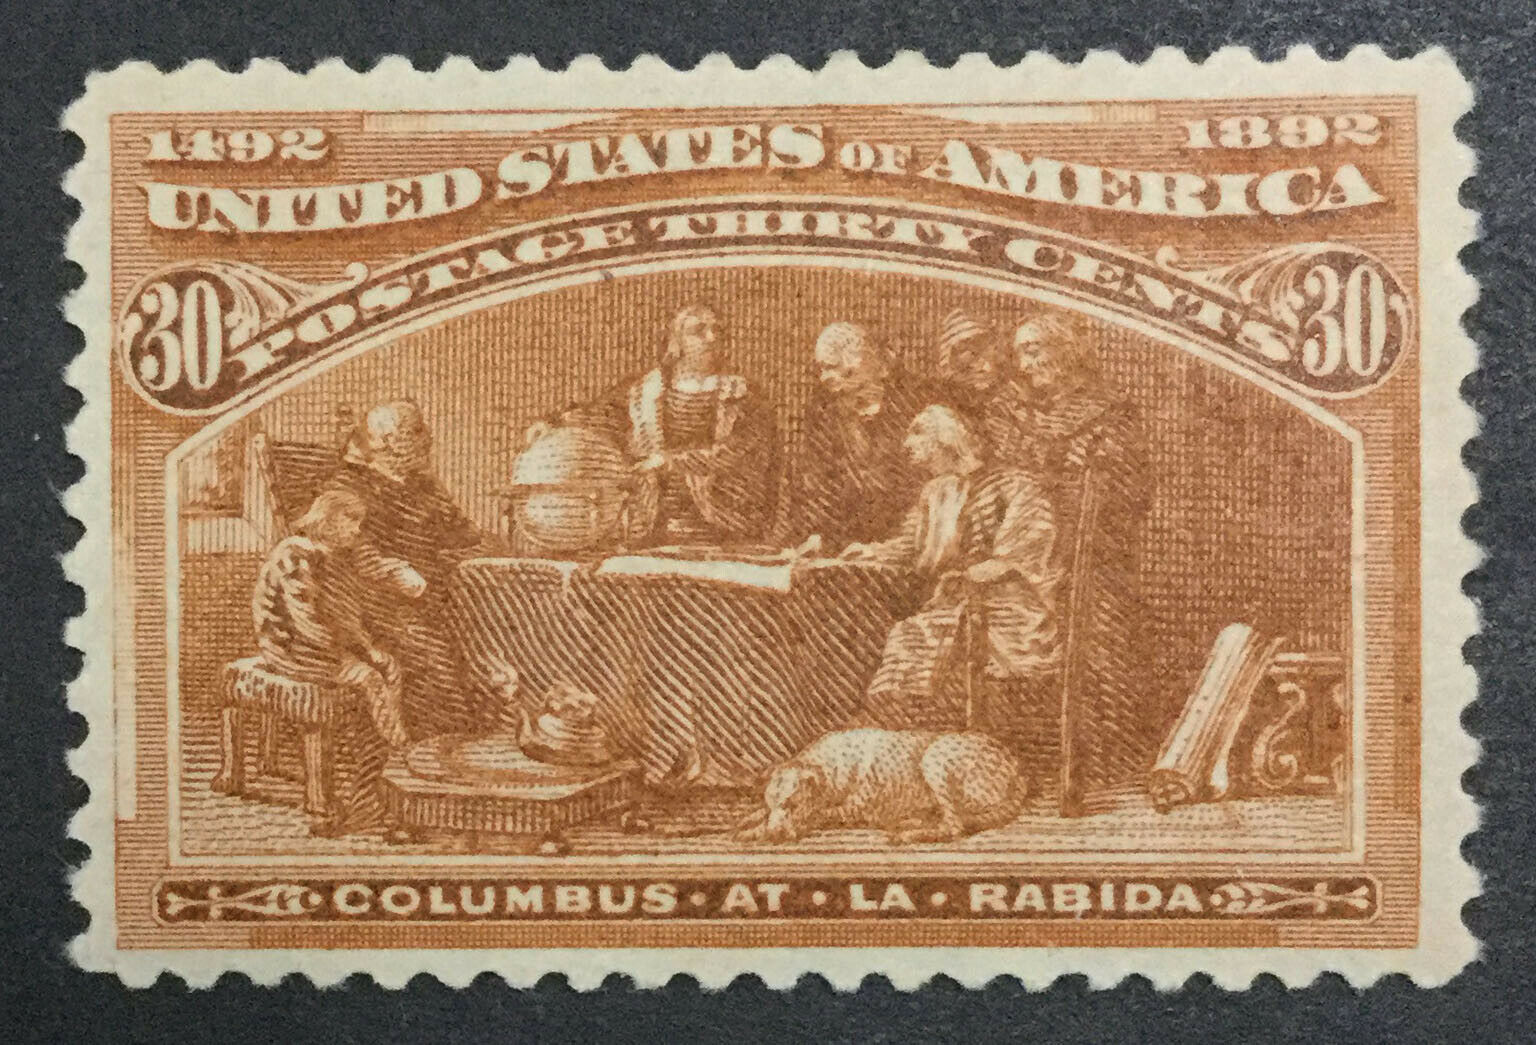 1492 1892
UNITED STATES OF AMERICA
POSTAGE THIRTY CENTS
30 30
COLUMBUS · AT · LA · RABIDA